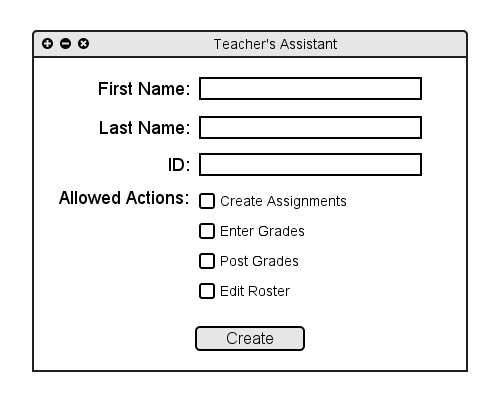 Teacher's Assistant
First Name:
Last Name:
ID:
Allowed Actions:
Create Assignments
Enter Grades
Post Grades
Edit Roster
Create